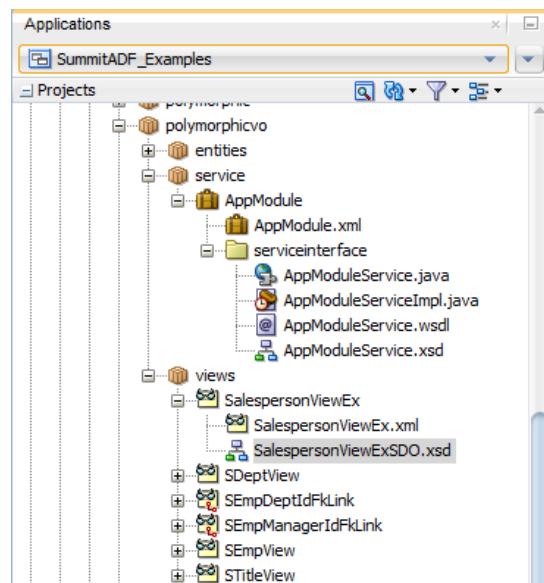 Applications
SummitADF_Examples
Projects
polymorphic
polymorphicvo
entities
service
AppModule
AppModule.xml
serviceinterface
AppModuleService.java
AppModuleServiceImpl.java
AppModuleService.wsdl
AppModuleService.xsd
views
SalespersonViewEx
SalespersonViewEx.xml
SalespersonViewExSDO.xsd
SDeptView
SEmpDeptIdFkLink
SEmpManagerIdFkLink
SEmpView
STitleView